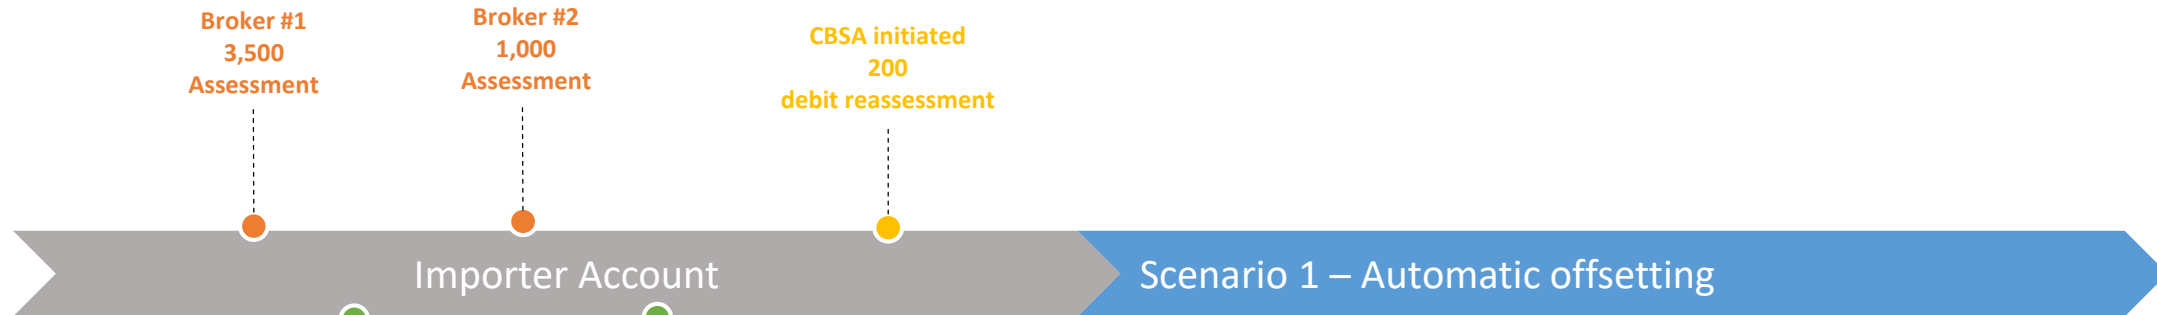 Broker #1
3,500
Assessment
Broker #2
1,000
Assessment
CBSA initiated
200
debit reassessment
Importer Account
Scenario 1 – Automatic offsetting